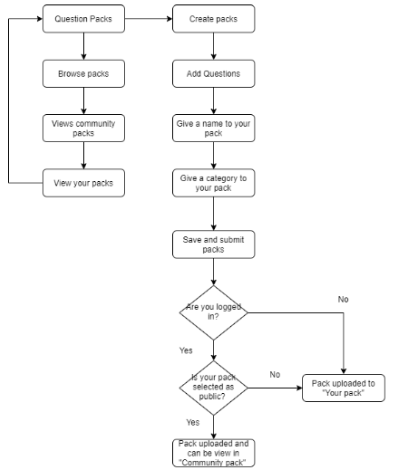 Question Packs
Create packs
Browse packs
Add Questions
Views community
packs
Give a name to your
pack
View your packs
Give a category to
your pack
Save and submit
packs
Are you logged
in?
No
Yes
Is your pack
selected as
public?
No
Pack uploaded to
"Your pack"
Yes
Pack uploaded and
can be view in
"Community pack"